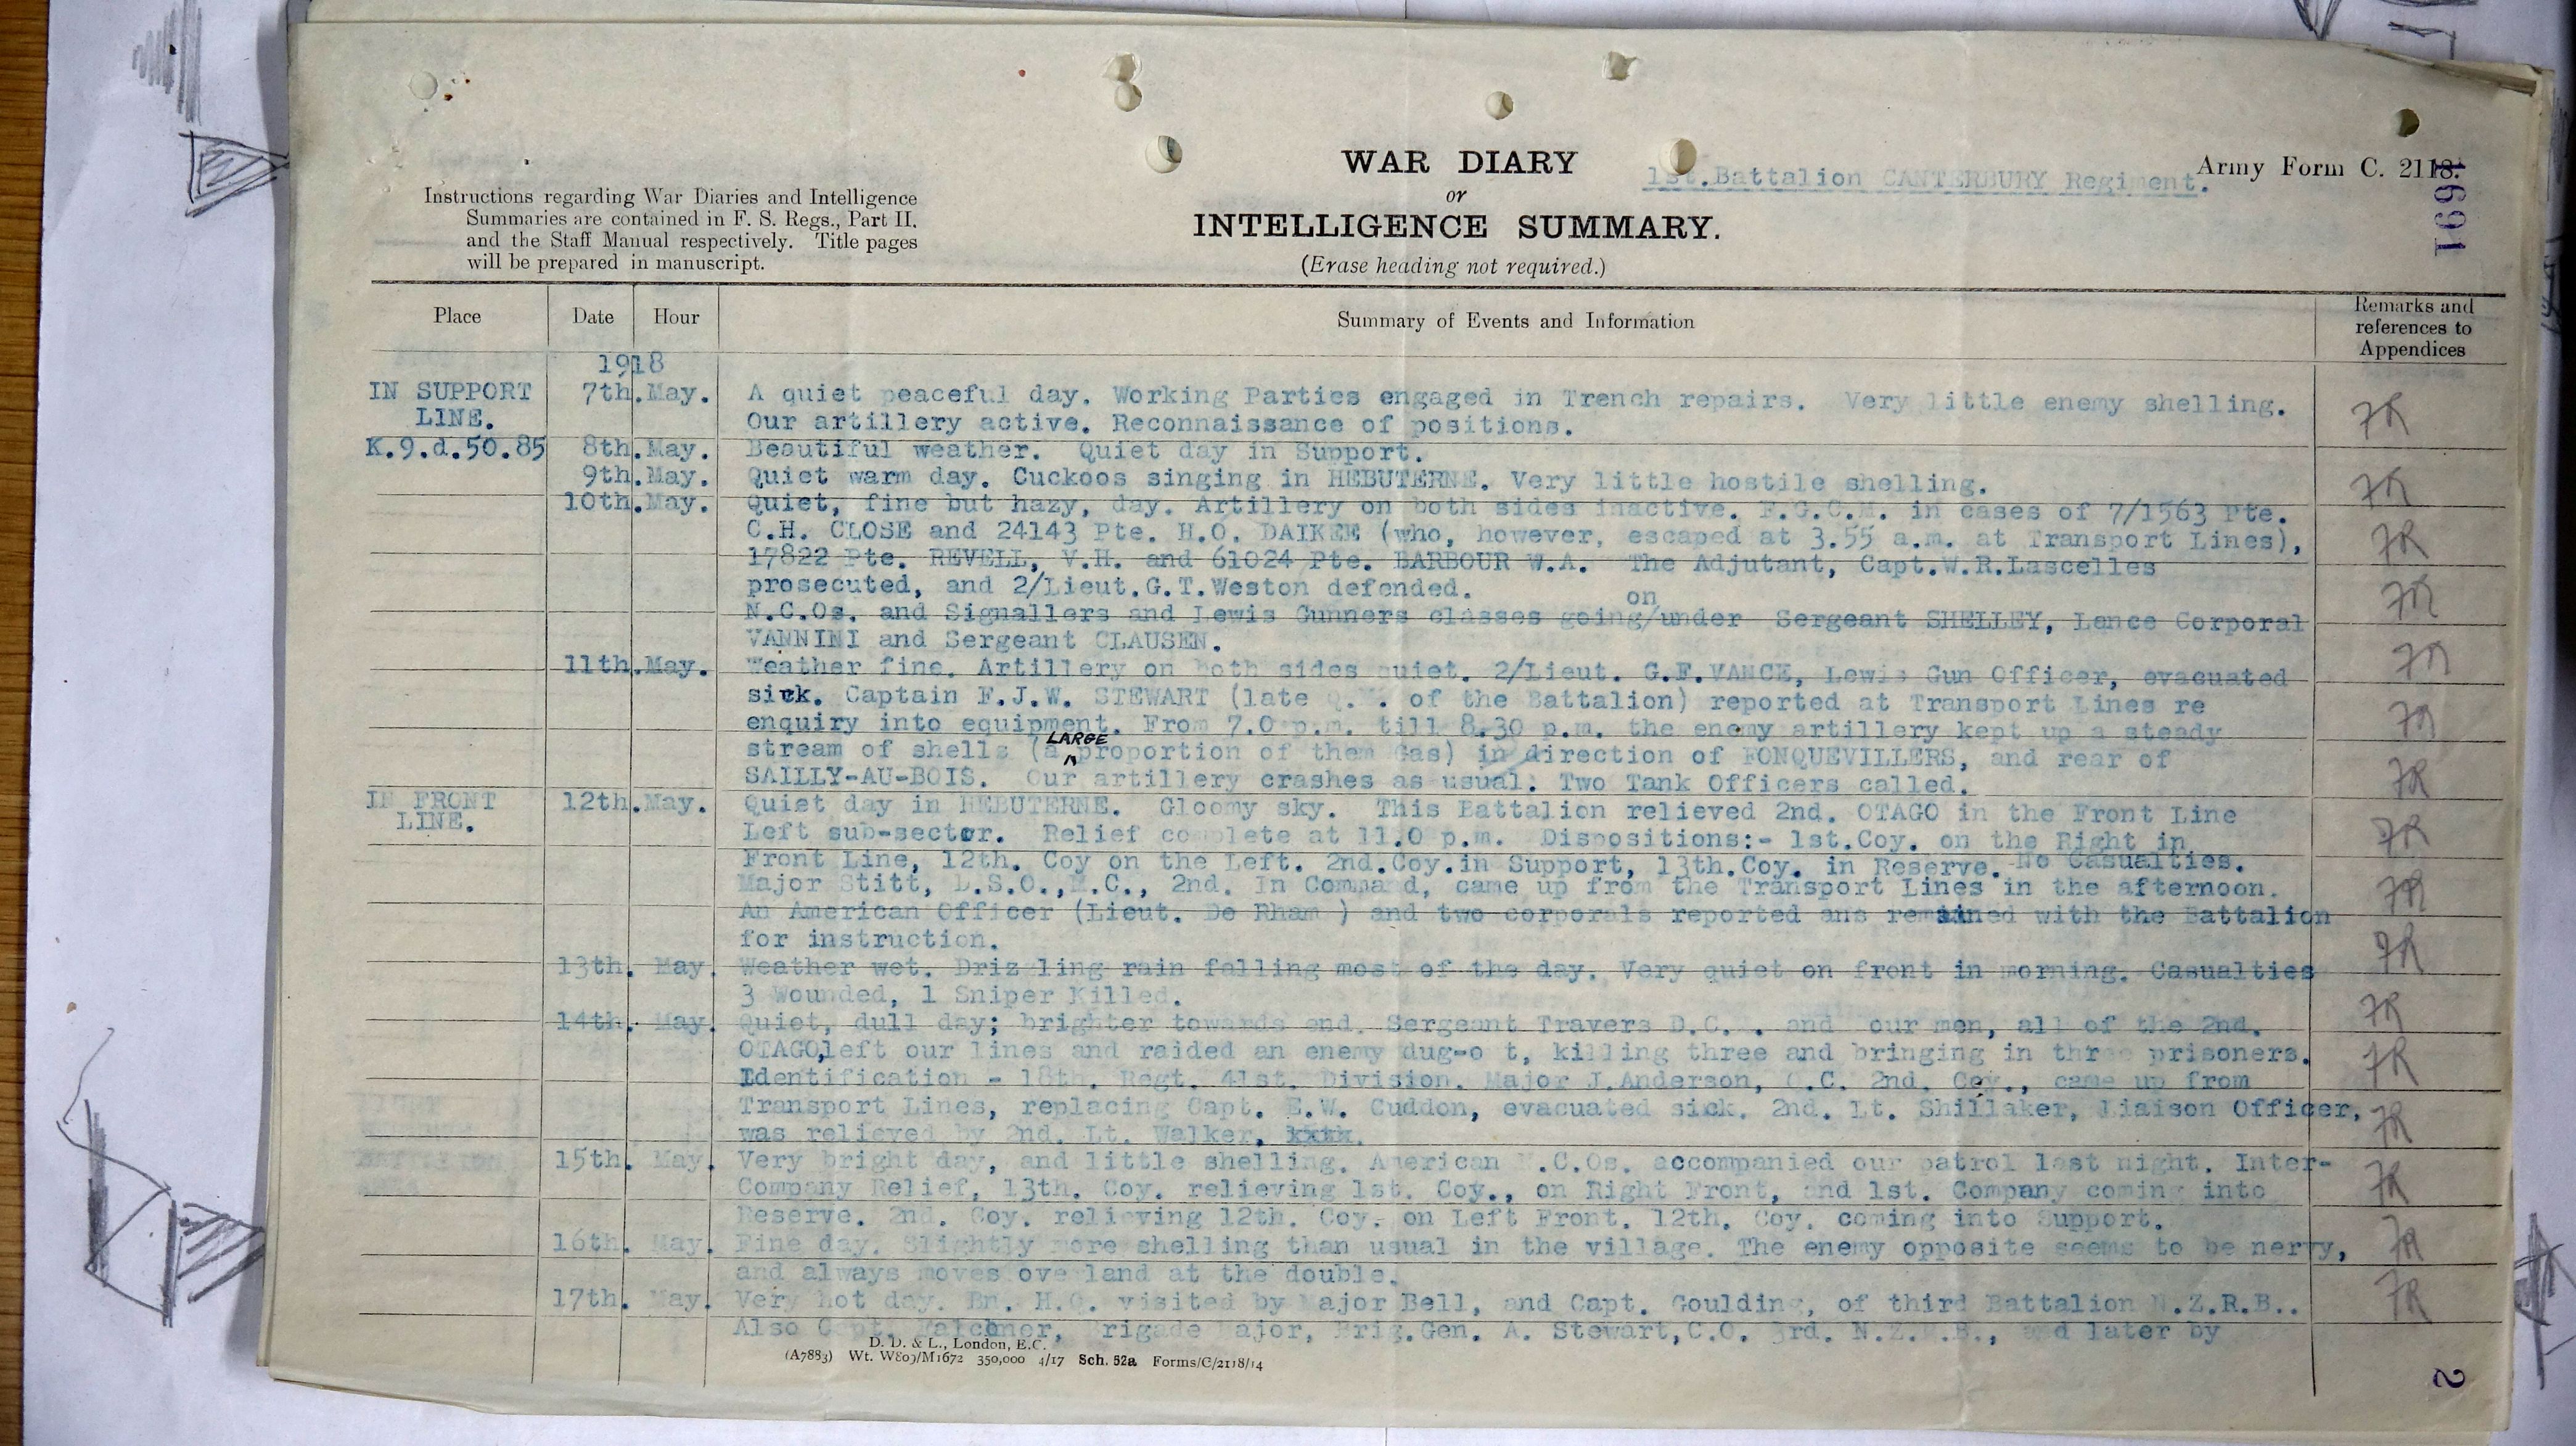 WAR DIARY
or
INTELLIGENCE SUMMARY.
(Erase heading not required.)
1st.Battalion CANTERBURY Regiment.
Army Form C. 2118.
1691
Instructions regarding War Diaries and Intelligence
Summaries are contained in F. S. Regs., Part II.
and the Staff Manual respectively. Title pages
will be prepared in manuscript.
Place Date Hour Summary of Events and Information Remarks and references to Appendices
1918
IN SUPPORT 7th.May. A quiet peaceful day. Working Parties engaged in Trench repairs. Very little enemy shelling.
LINE. Our artillery active. Reconnaissance of positions.
K.9.d.50.85 8th.May. Beautiful weather. Quiet day in Support.
9th.May. Quiet warm day. Cuckoos singing in HEBUTERNE. Very little hostile shelling.
10th.May. Quiet, fine but hazy, day. Artillery on both sides inactive. F.G.C.M. in cases of 7/1563 Pte.
C.H. CLOSE and 24143 Pte. H.O. DAIKEE (who, however, escaped at 3.55 a.m. at Transport Lines),
17822 Pte. REVELL, V.H. and 61024 Pte. BARBOUR W.A. The Adjutant, Capt.W.R.Lascelles
prosecuted, and 2/Lieut.G.T.Weston defended.
N.C.Os. and Signallers and Lewis Gunners classes going/on under Sergeant SHELLEY, Lance Corporal
VANNINI and Sergeant CLAUSEN.
11th.May. Weather fine. Artillery on both sides quiet. 2/Lieut. G.F.VANCE, Lewis Gun Officer, evacuated
sick. Captain F.J.W. STEWART (late Q. . of the Battalion) reported at Transport Lines re
enquiry into equipment. From 7.0 p.m. till 8.30 p.m. the enemy artillery kept up a steady
stream of shells (a LARGE proportion of them Gas) in direction of FONQUEVILLERS, and rear of
SAILLY-AU-BOIS. Our artillery crashes as usual. Two Tank Officers called.
IN FRONT 12th.May. Quiet day in HEBUTERNE. Gloomy sky. This Battalion relieved 2nd. OTAGO in the Front Line
LINE. Left sub-sector. Relief complete at 11.0 p.m. Dispositions:- 1st.Coy. on the Right in
Front Line, 12th. Coy on the Left. 2nd.Coy.in Support, 13th.Coy. in Reserve. No Casualties.
Major Stitt, D.S.O.,M.C., 2nd. In Command, came up from the Transport Lines in the afternoon.
An American Officer (Lieut. De Rham ) and two corporals reported ans remained with the Battalion
for instruction.
13th. May. Weather wet. Driz ling rain falling most of the day. Very quiet on front in morning. Casualties
3 Wounded, 1 Sniper Killed.
14th. May. Quiet, dull day; brighter towards end. Sergeant Travers D.C. . and our men, all of the 2nd.
OTAGO,left our lines and raided an enemy dug-o t, killing three and bringing in three prisoners.
Identification - 18th. Regt. 41st. Division. Major J.Anderson, O.C. 2nd. Coy., came up from
Transport Lines, replacing Capt. E.W. Cuddon, evacuated sick. 2nd. Lt. Shillaker, Liaison Officer,
was relieved by 2nd. Lt. Walker.
15th. May. Very bright day, and little shelling. American N.C.Os. accompanied our patrol last night. Inter-
Company Relief, 13th. Coy. relieving 1st. Coy., on Right Front, and 1st. Company coming into
Reserve. 2nd. Coy. relieving 12th. Coy. on Left Front. 12th. Coy. coming into Support.
16th. May. Fine day. Slightly more shelling than usual in the village. The enemy opposite seems to be nervy,
and always moves overland at the double.
17th. May. Very hot day. Bn. H.Q. visited by Major Bell, and Capt. Goulding, of third Battalion N.Z.R.B..
Also Capt. Brigade Major, Brig.Gen. A. Stewart,C.O. 3rd. N.Z.R.B., and later by
D. D. & L., London, E.C.
(A7883) Wt. W809/M1672 350,000 4/17 Sch. 52a Forms/C/2118/14
2